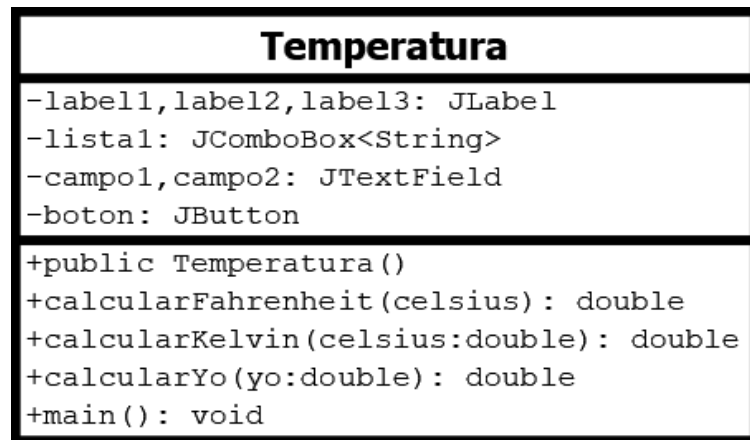 Temperatura
-label1,label2,label3: JLabel
-lista1: JComboBox<String>
-campo1,campo2: JTextField
-boton: JButton
+public Temperatura()
+calcularFahrenheit(celsius): double
+calcularKelvin(celsius:double): double
+calcularYo(yo:double): double
+main(): void